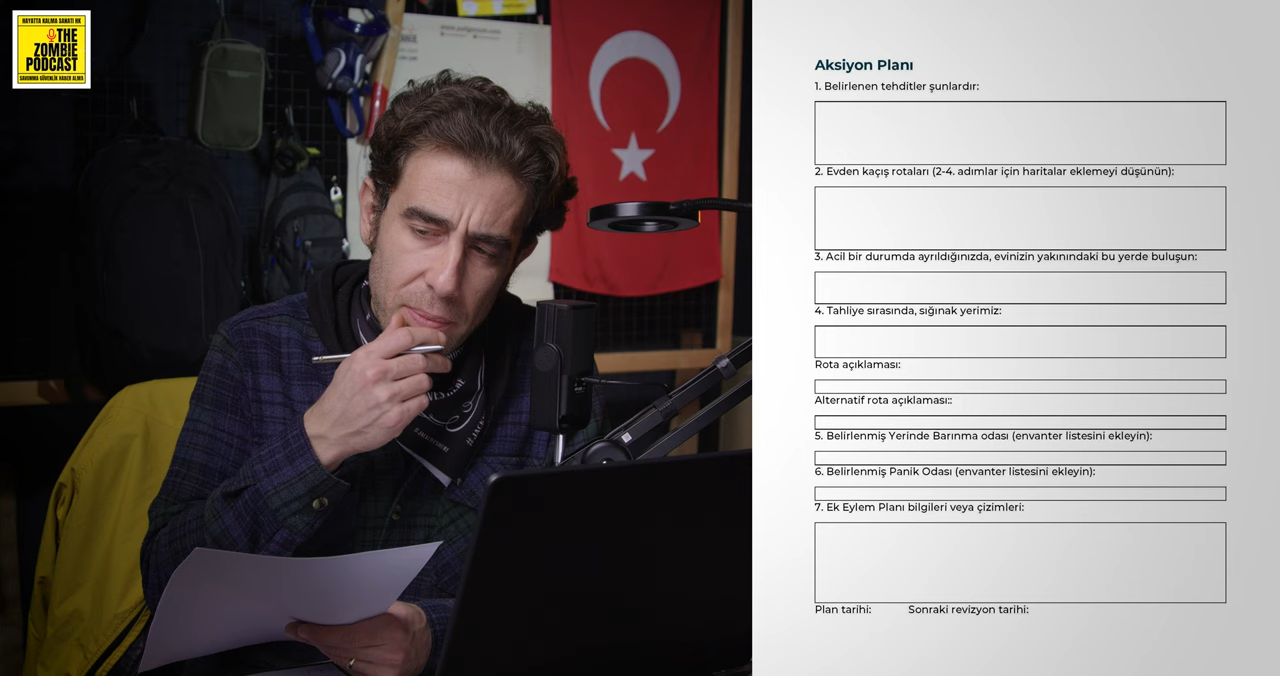 HAYATTA KALMA SANATI HK
THE
ZOMBIE
PODCAST
SAVUNMA GÜVENLİK HABER ALMA
Aksiyon Planı
1. Belirlenen tehditler şunlardır:
2. Evden kaçış rotaları (2-4. adımlar için haritalar eklemeyi düşünün):
3. Acil bir durumda ayrıldığınızda, evinizin yakınındaki bu yerde buluşun:
4. Tahliye sırasında, sığınak yerimiz:
Rota açıklaması:
Alternatif rota açıklaması::
5. Belirlenmiş Yerinde Barınma odası (envanter listesini ekleyin):
6. Belirlenmiş Panik Odası (envanter listesini ekleyin):
7. Ek Eylem Planı bilgileri veya çizimleri:
Plan tarihi: Sonraki revizyon tarihi: